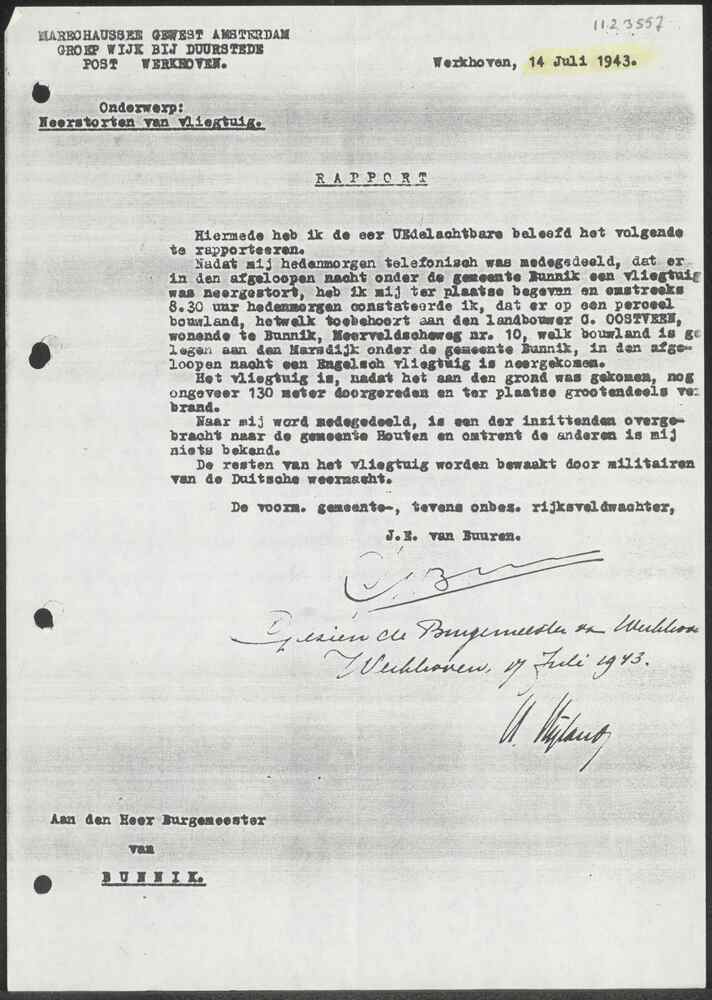 1123557
MARECHAUSSEE GEWEST AMSTERDAM
GROEP WIJK BIJ DUURSTEDE
POST WERKHOVEN.
Werkhoven, 14 Juli 1943.
Onderwerp:
Neerstorten van vliegtuig.
RAPPORT
Hiermede heb ik de eer UEdelachtbare beleefd het volgende
te rapporteeren.
Nadat mij hedenmorgen telefonisch was medegedeeld, dat er
in den afgeloopen nacht onder de gemeente Bunnik een vliegtuig
was neergestort, heb ik mij ter plaatse begeven en omstreeks
8.30 uur hedenmorgen constateerde ik, dat er op een perceel
bouwland, hetwelk toebehoort aan den landbouwer C. OOSTVEEN,
wonende te Bunnik, Meerveldscheweg nr. 10, welk bouwland is ge
legen aan den Marsdijk onder de gemeente Bunnik, in den afge-
loopen nacht een Engelsch vliegtuig is neergekomen.
Het vliegtuig is, nadat het aan den grond was gekomen, nog
ongeveer 130 meter doorgereden en ter plaatse grootendeels ver
brand.
Naar mij word medegedeeld, is een der inzittenden overge-
bracht naar de gemeente Houten en omtrent de anderen is mij
niets bekend.
De resten van het vliegtuig worden bewaakt door militairen
van de Duitsche weermacht.
De voorm. gemeente-, tevens onbez. rijksveldwachter,
J.E. van Buuren.
Gezien de Burgemeester van Werkhove
Werkhoven, 17 Juli 1943.
Aan den Heer Burgemeester
van
BUNNIK.